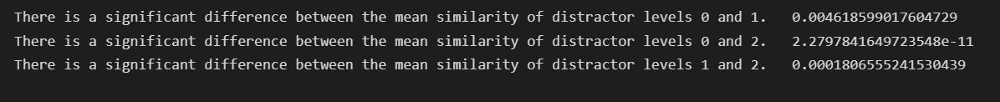 There is a significant difference between the mean similarity of distractor levels 0 and 1.   0.004618599017604729
There is a significant difference between the mean similarity of distractor levels 0 and 2.   2.2797841649723548e-11
There is a significant difference between the mean similarity of distractor levels 1 and 2.   0.0001806555241530439